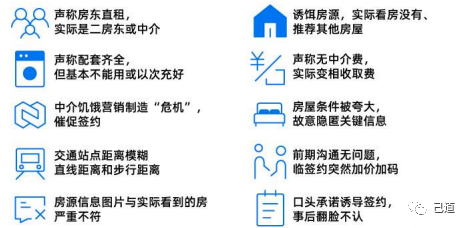 声称房东直租，
实际是二房东或中介
诱饵房源，实际看房没有、
推荐其他房屋
声称配套齐全，
但基本不能用或以次充好
声称无中介费，
实际变相收取费
中介饥饿营销制造“危机”，
催促签约
房屋条件被夸大，
故意隐匿关键信息
交通站点距离模糊
直线距离和步行距离
前期沟通无问题，
临签约突然加价加码
房源信息图片与实际看到的房
严重不符
口头承诺诱导签约，
事后翻脸不认
己道